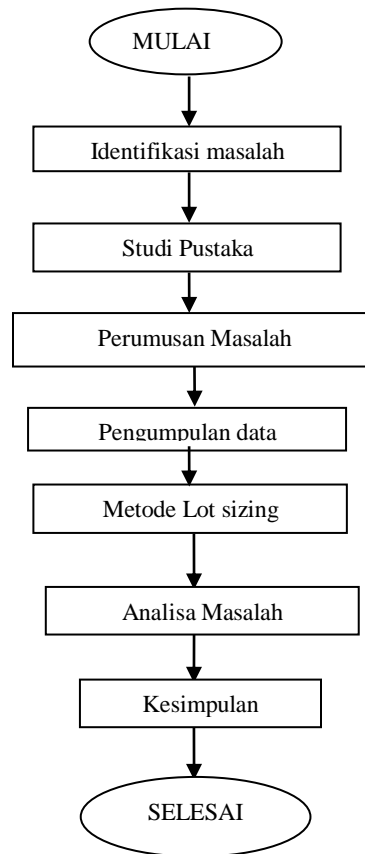 MULAI
Identifikasi masalah
Studi Pustaka
Perumusan Masalah
Pengumpulan data
Metode Lot sizing
Analisa Masalah
Kesimpulan
SELESAI